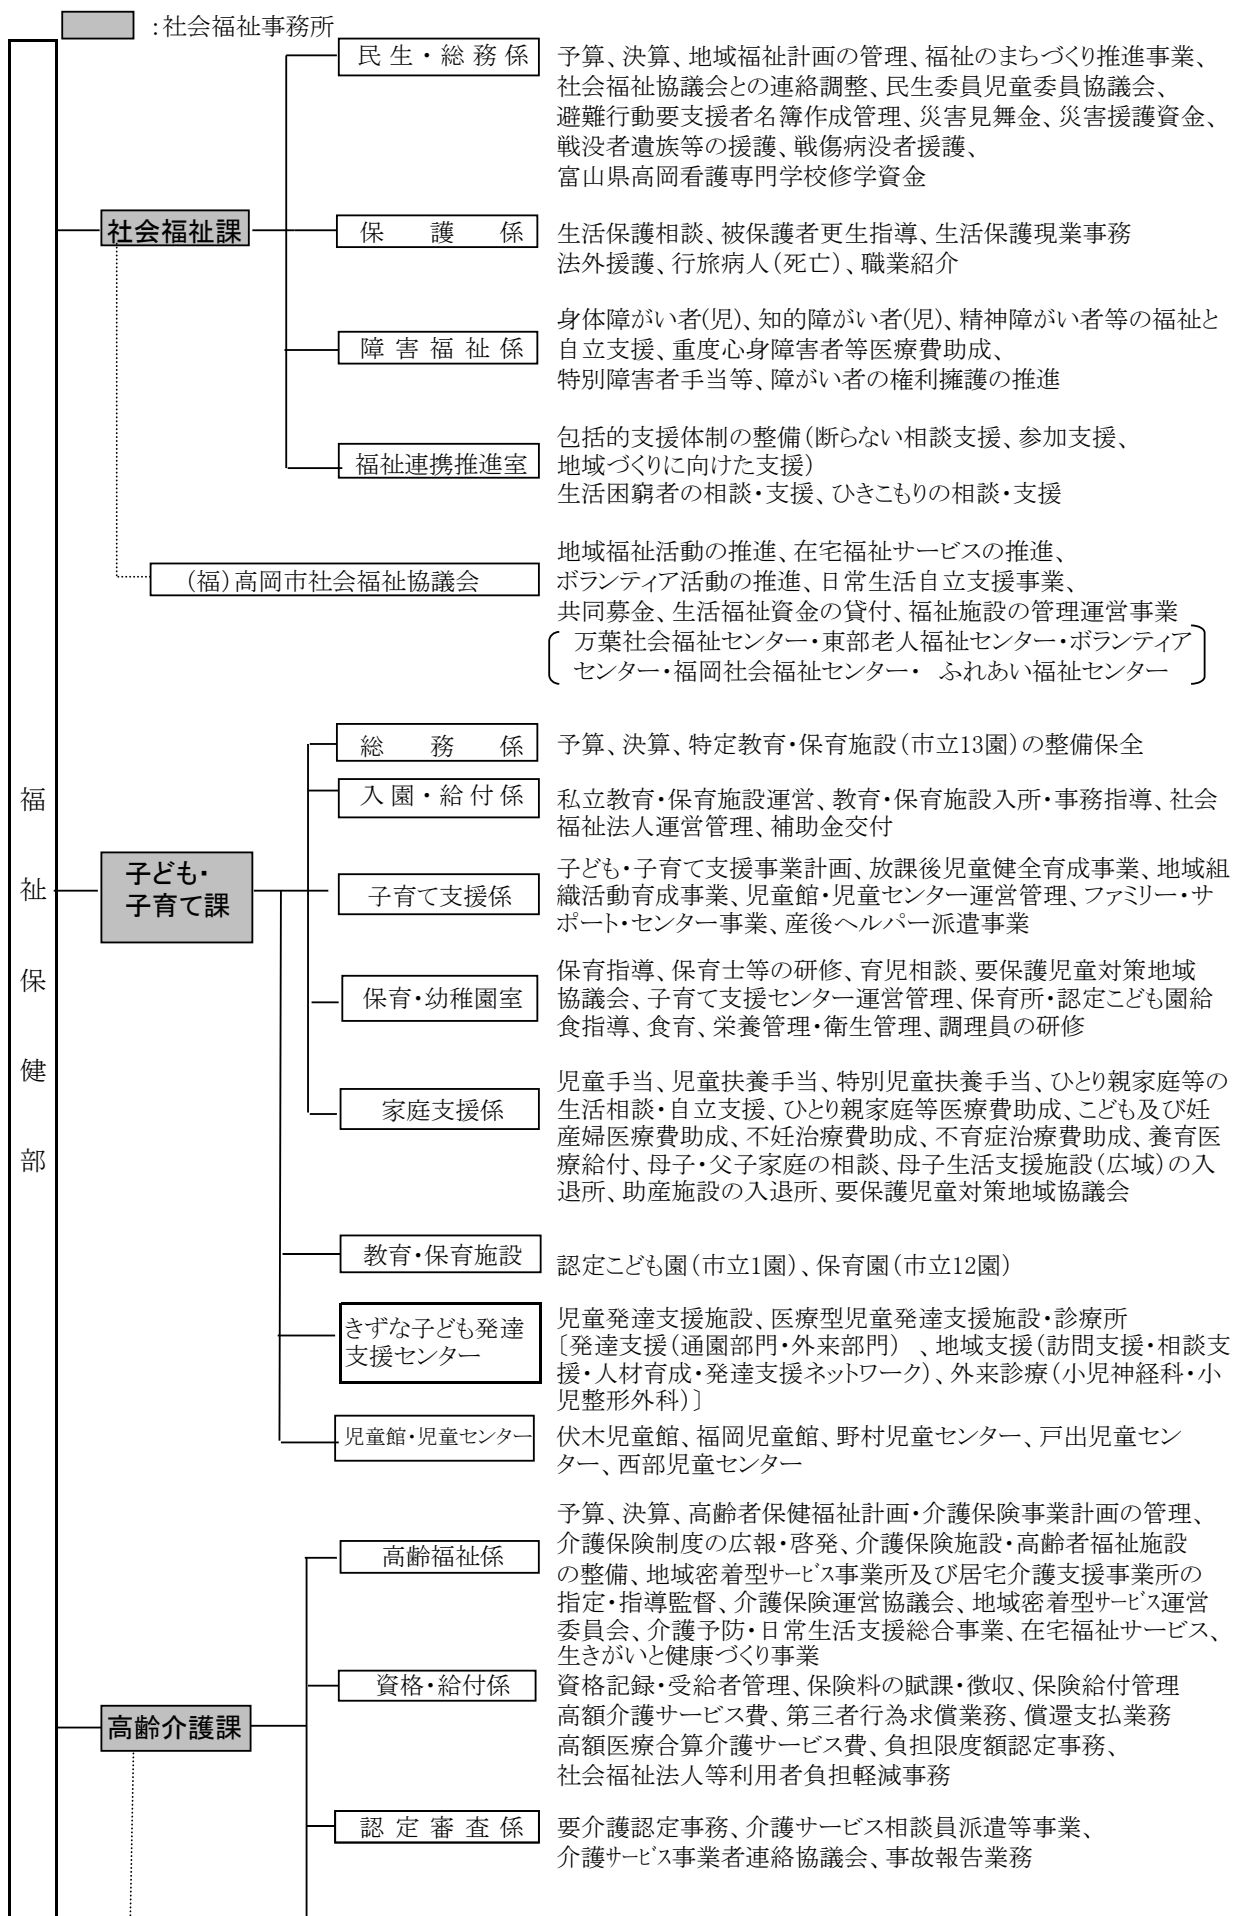 ：社会福祉事務所
民生・総務係
予算、決算、地域福祉計画の管理、福祉のまちづくり推進事業、
社会福祉協議会との連絡調整、民生委員児童委員協議会、
避難行動要支援者名簿作成管理、災害見舞金、災害援護資金、
戦没者遺族等の援護、戦傷病没者援護、
富山県高岡看護専門学校修学資金
社会福祉課
保護係
生活保護相談、被保護者更生指導、生活保護現業事務
法外援護、行旅病人（死亡）、職業紹介
障害福祉係
身体障がい者(児)、知的障がい者(児)、精神障がい者等の福祉と
自立支援、重度心身障害者等医療費助成、
特別障害者手当等、障がい者の権利擁護の推進
福祉連携推進室
包括的支援体制の整備（断らない相談支援、参加支援、
地域づくりに向けた支援）
生活困窮者の相談・支援、ひきこもりの相談・支援
（福）高岡市社会福祉協議会
地域福祉活動の推進、在宅福祉サービスの推進、
ボランティア活動の推進、日常生活自立支援事業、
共同募金、生活福祉資金の貸付、福祉施設の管理運営事業
万葉社会福祉センター・東部老人福祉センター・ボランティア
センター・福岡社会福祉センター・ ふれあい福祉センター
福祉保健部
総務係
予算、決算、特定教育・保育施設（市立13園）の整備保全
入園・給付係
私立教育・保育施設運営、教育・保育施設入所・事務指導、社会
福祉法人運営管理、補助金交付
子ども・
子育て課
子育て支援係
子ども・子育て支援事業計画、放課後児童健全育成事業、地域組
織活動育成事業、児童館・児童センター運営管理、ファミリー・サ
ポート・センター事業、産後ヘルパー派遣事業
保育・幼稚園室
保育指導、保育士等の研修、育児相談、要保護児童対策地域
協議会、子育て支援センター運営管理、保育所・認定こども園給
食指導、食育、栄養管理・衛生管理、調理員の研修
家庭支援係
児童手当、児童扶養手当、特別児童扶養手当、ひとり親家庭等の
生活相談・自立支援、ひとり親家庭等医療費助成、こども及び妊
産婦医療費助成、不妊治療費助成、不育症治療費助成、養育医
療給付、母子・父子家庭の相談、母子生活支援施設（広域）の入
退所、助産施設の入退所、要保護児童対策地域協議会
教育・保育施設
認定こども園（市立1園）、保育園（市立12園）
きずな子ども発達
支援センター
児童発達支援施設、医療型児童発達支援施設・診療所
〔発達支援（通園部門・外来部門） 、地域支援（訪問支援・相談支
援・人材育成・発達支援ネットワーク）、外来診療（小児神経科・小
児整形外科）〕
児童館・児童センター
伏木児童館、福岡児童館、野村児童センター、戸出児童セン
ター、西部児童センター
高齢福祉係
予算、決算、高齢者保健福祉計画・介護保険事業計画の管理、
介護保険制度の広報・啓発、介護保険施設・高齢者福祉施設
の整備、地域密着型ｻｰﾋﾞｽ事業所及び居宅介護支援事業所の
指定・指導監督、介護保険運営協議会、地域密着型ｻｰﾋﾞｽ運営
委員会、介護予防・日常生活支援総合事業、在宅福祉サービス、
生きがいと健康づくり事業
高齢介護課
資格・給付係
資格記録・受給者管理、保険料の賦課・徴収、保険給付管理
高額介護サービス費、第三者行為求償業務、償還支払業務
高額医療合算介護サービス費、負担限度額認定事務、
社会福祉法人等利用者負担軽減事務
認定審査係
要介護認定事務、介護サービス相談員派遣等事業、
介護ｻｰﾋﾞｽ事業者連絡協議会、事故報告業務